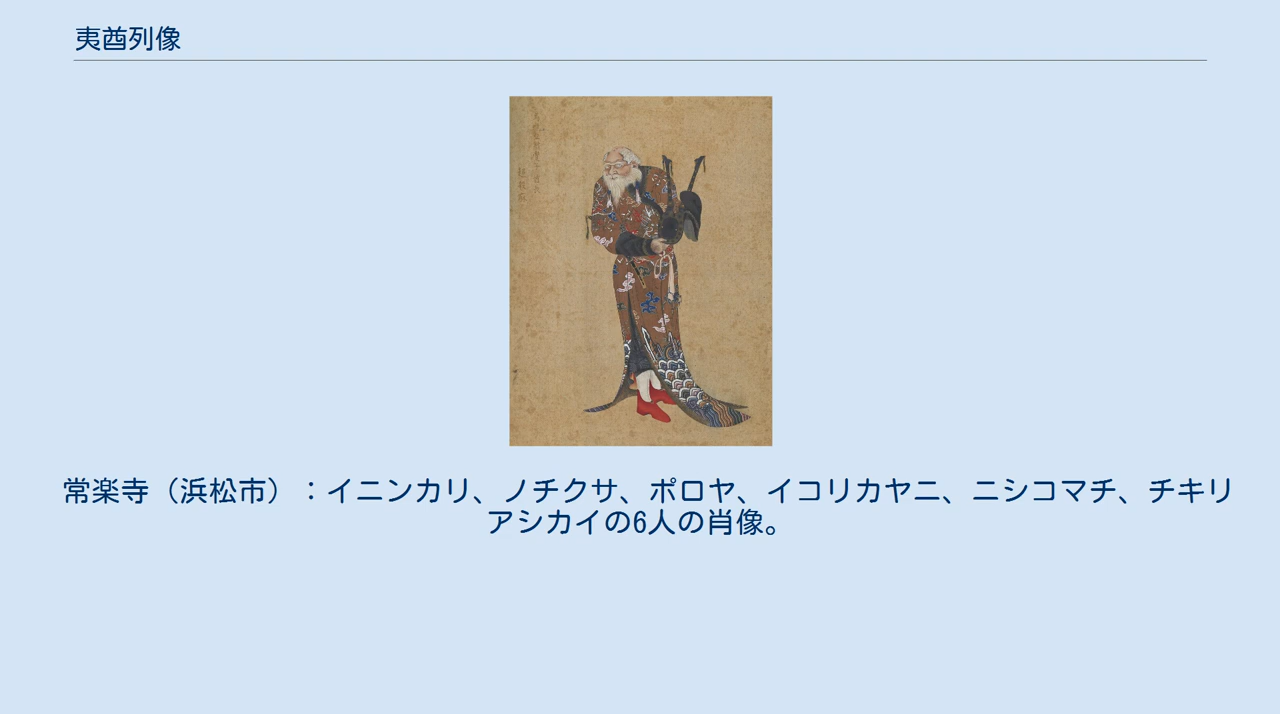 夷酋列像
常楽寺（浜松市）：イニンカリ、ノチクサ、ポロヤ、イコリカヤニ、ニシコマチ、チキリ
アシカイの6人の肖像。